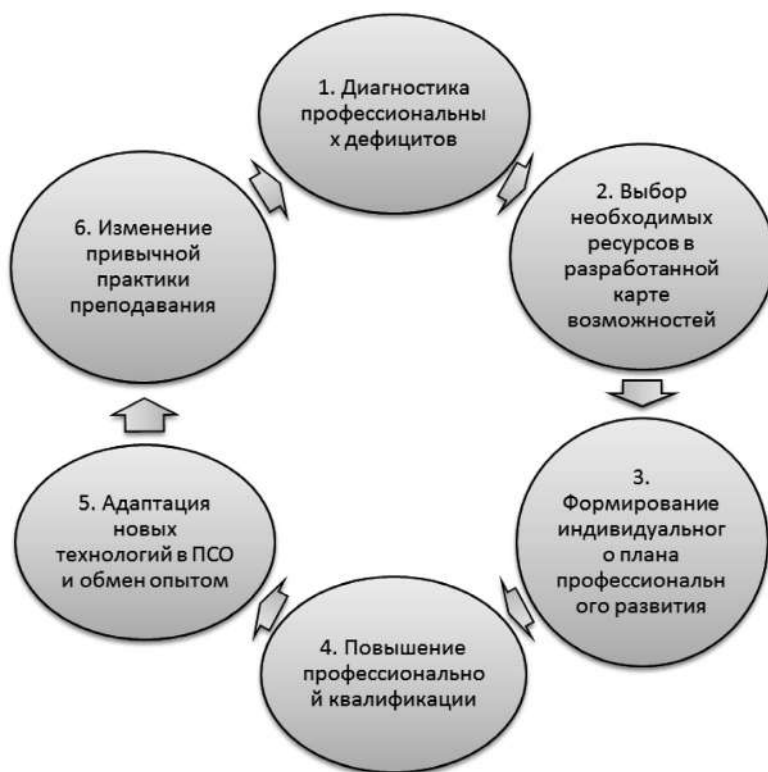 1. Диагностика
профессиональны
х дефицитов
2. Выбор
необходимых
ресурсов в
разработанной
карте
возможностей
3.
Формирование
индивидуальног
о плана
профессиональн
ого развития
4. Повышение
профессионально
й квалификации
5. Адаптация
новых
технологий в ПСО
и обмен опытом
6. Изменение
привычной
практики
преподавания